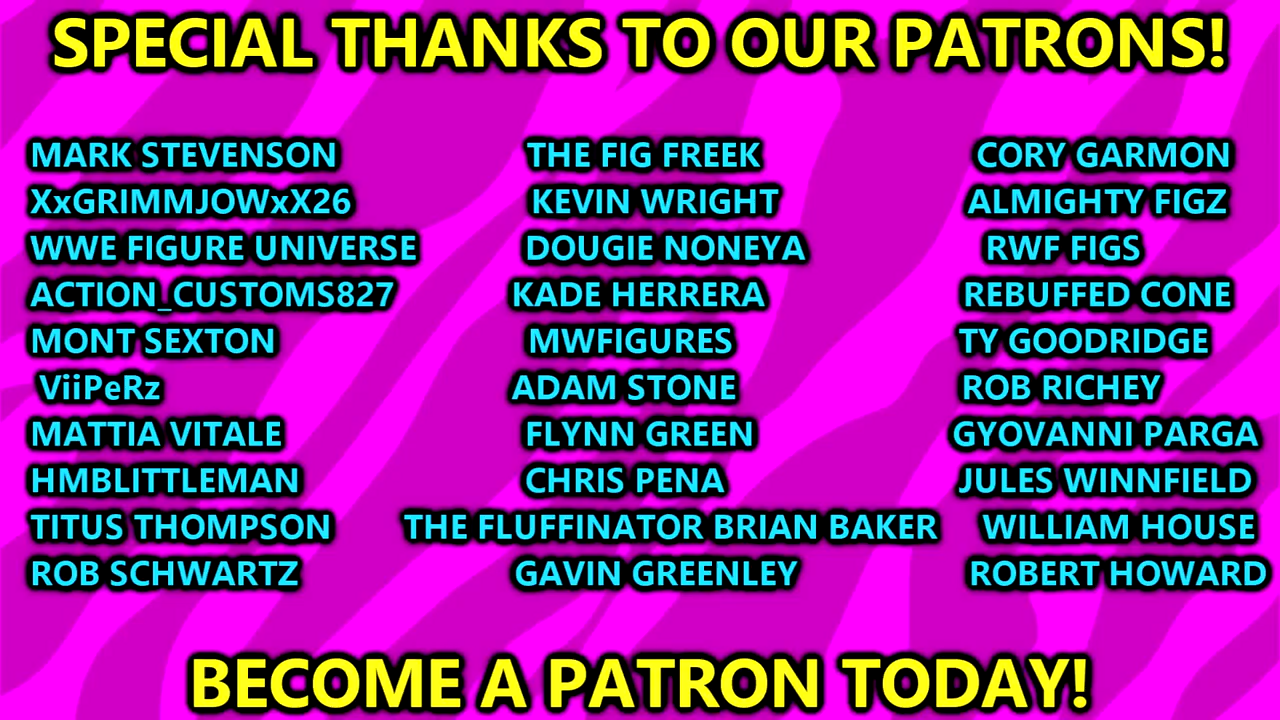 SPECIAL THANKS TO OUR PATRONS!
MARK STEVENSON THE FIG FREEK CORY GARMON
XxGRIMMJOWxX26 KEVIN WRIGHT ALMIGHTY FIGZ
WWE FIGURE UNIVERSE DOUGIE NONEYA RWF FIGS
ACTION_CUSTOMS827 KADE HERRERA REBUFFED CONE
MONT SEXTON MWFIGURES TY GOODRIDGE
ViiPeRz ADAM STONE ROB RICHEY
MATTIA VITALE FLYNN GREEN GYOVANNI PARGA
HMBLITTLEMAN CHRIS PENA JULES WINNFIELD
TITUS THOMPSON THE FLUFFINATOR BRIAN BAKER WILLIAM HOUSE
ROB SCHWARTZ GAVIN GREENLEY ROBERT HOWARD
BECOME A PATRON TODAY!